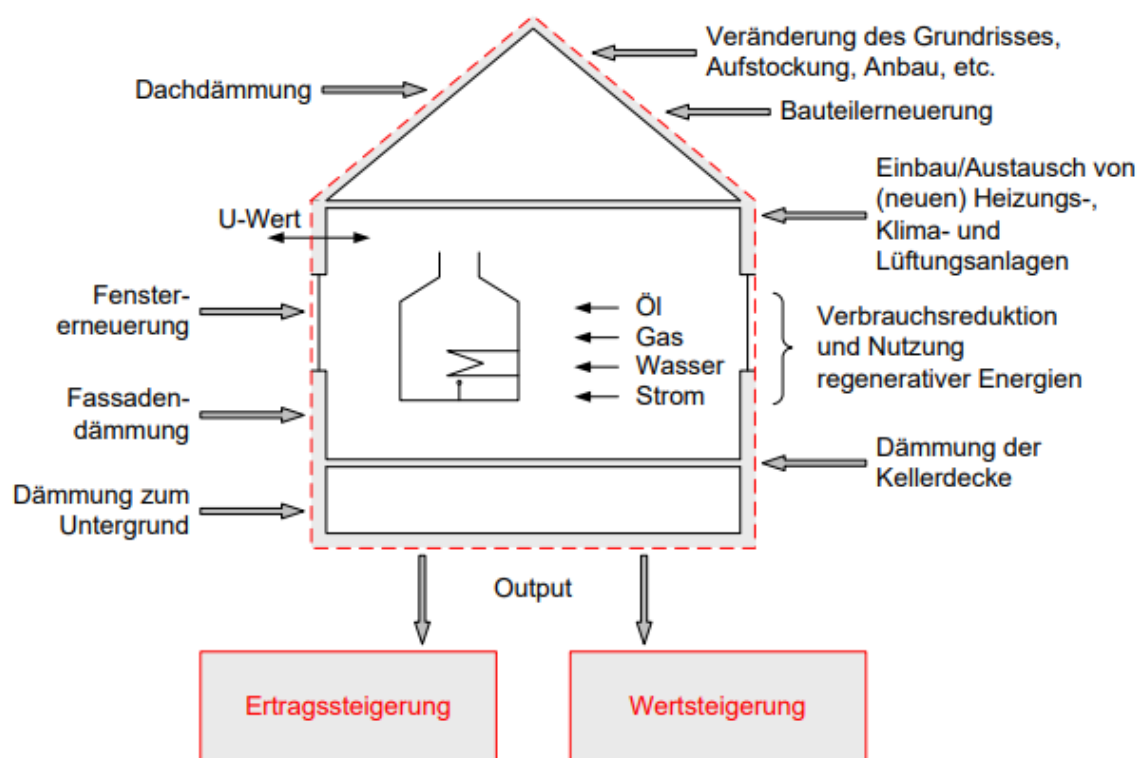 Veränderung des Grundrisses,
Aufstockung, Anbau, etc.
Dachdämmung
Bauteilerneuerung
Einbau/Austausch von
(neuen) Heizungs-,
Klima- und
Lüftungsanlagen
U-Wert
Fenster-
erneuerung
Öl
Gas
Wasser
Strom
Verbrauchsreduktion
und Nutzung
regenerativer Energien
Fassaden-
dämmung
Dämmung der
Kellerdecke
Dämmung zum
Untergrund
Output
Ertragssteigerung
Wertsteigerung